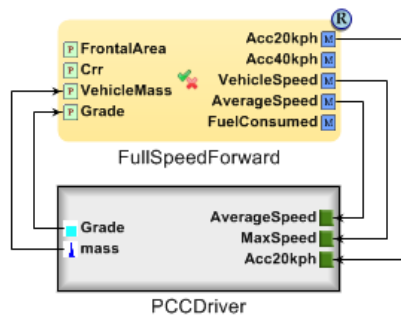 R
Acc20kph M
P FrontalArea
Acc40kph M
P Crr
VehicleSpeed M
P VehicleMass
AverageSpeed M
P Grade
FuelConsumed M
FullSpeedForward
AverageSpeed
Grade
MaxSpeed
mass
Acc20kph
PCCDriver